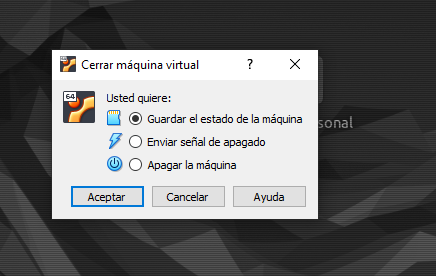 Cerrar máquina virtual
64
Usted quiere:
Guardar el estado de la máquina
Enviar señal de apagado
Apagar la máquina
Aceptar
Cancelar
Ayuda
sonal